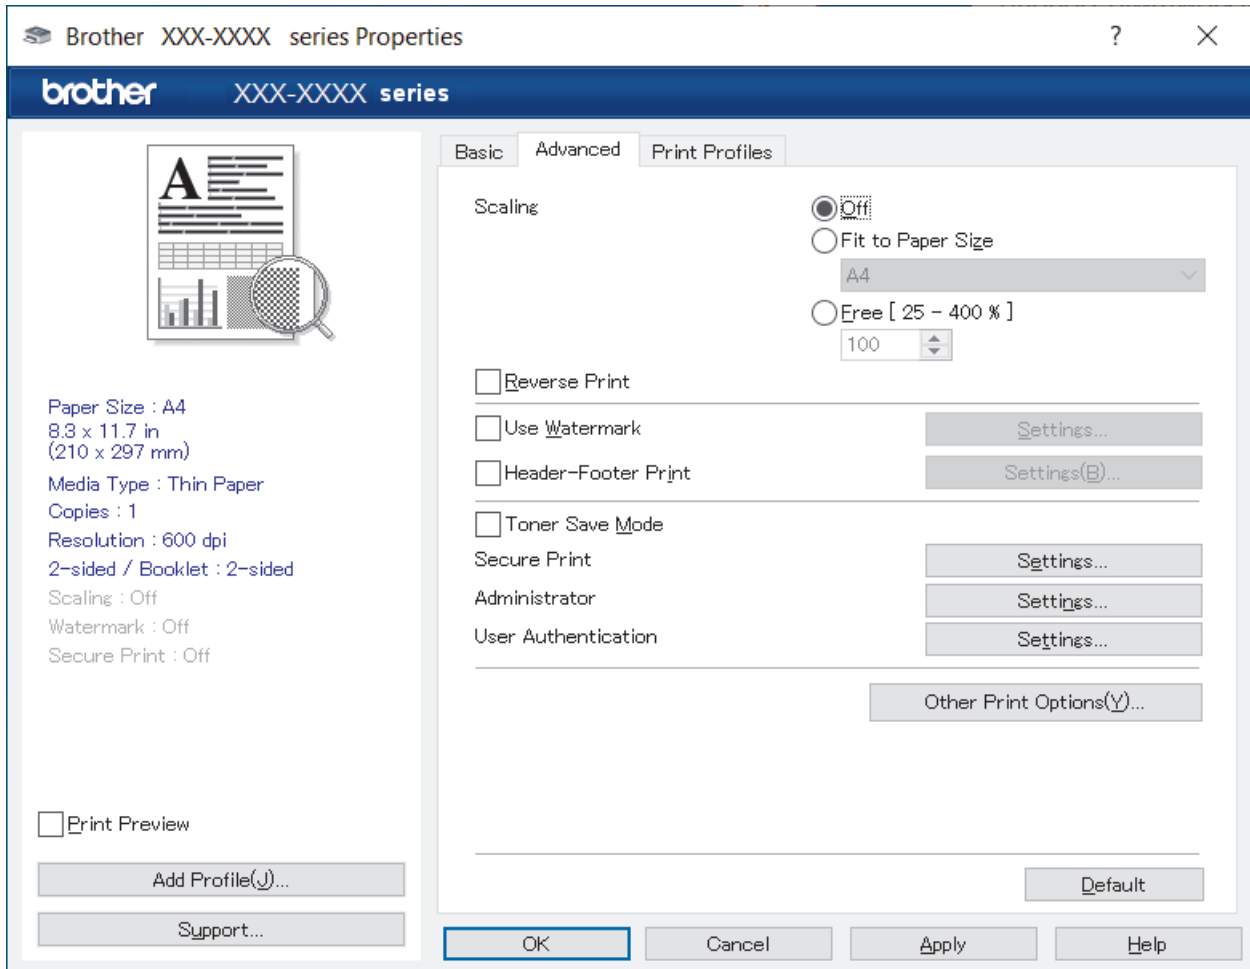 Brother XXX-XXXX series Properties
brother XXX-XXXX series
A
Paper Size : A4
8.3 x 11.7 in
(210 x 297 mm)
Media Type : Thin Paper
Copies : 1
Resolution : 600 dpi
2-sided / Booklet : 2-sided
Scaling : Off
Watermark : Off
Secure Print : Off
Print Preview
Add Profile(J)...
Support...
Basic Advanced Print Profiles
Scaling Off
Fit to Paper Size
A4
Free [ 25 - 400 % ]
100
Reverse Print
Use Watermark Settings...
Header-Footer Print Settings(B)...
Toner Save Mode
Secure Print Settings...
Administrator Settings...
User Authentication Settings...
Other Print Options(Y)...
Default
OK Cancel Apply Help